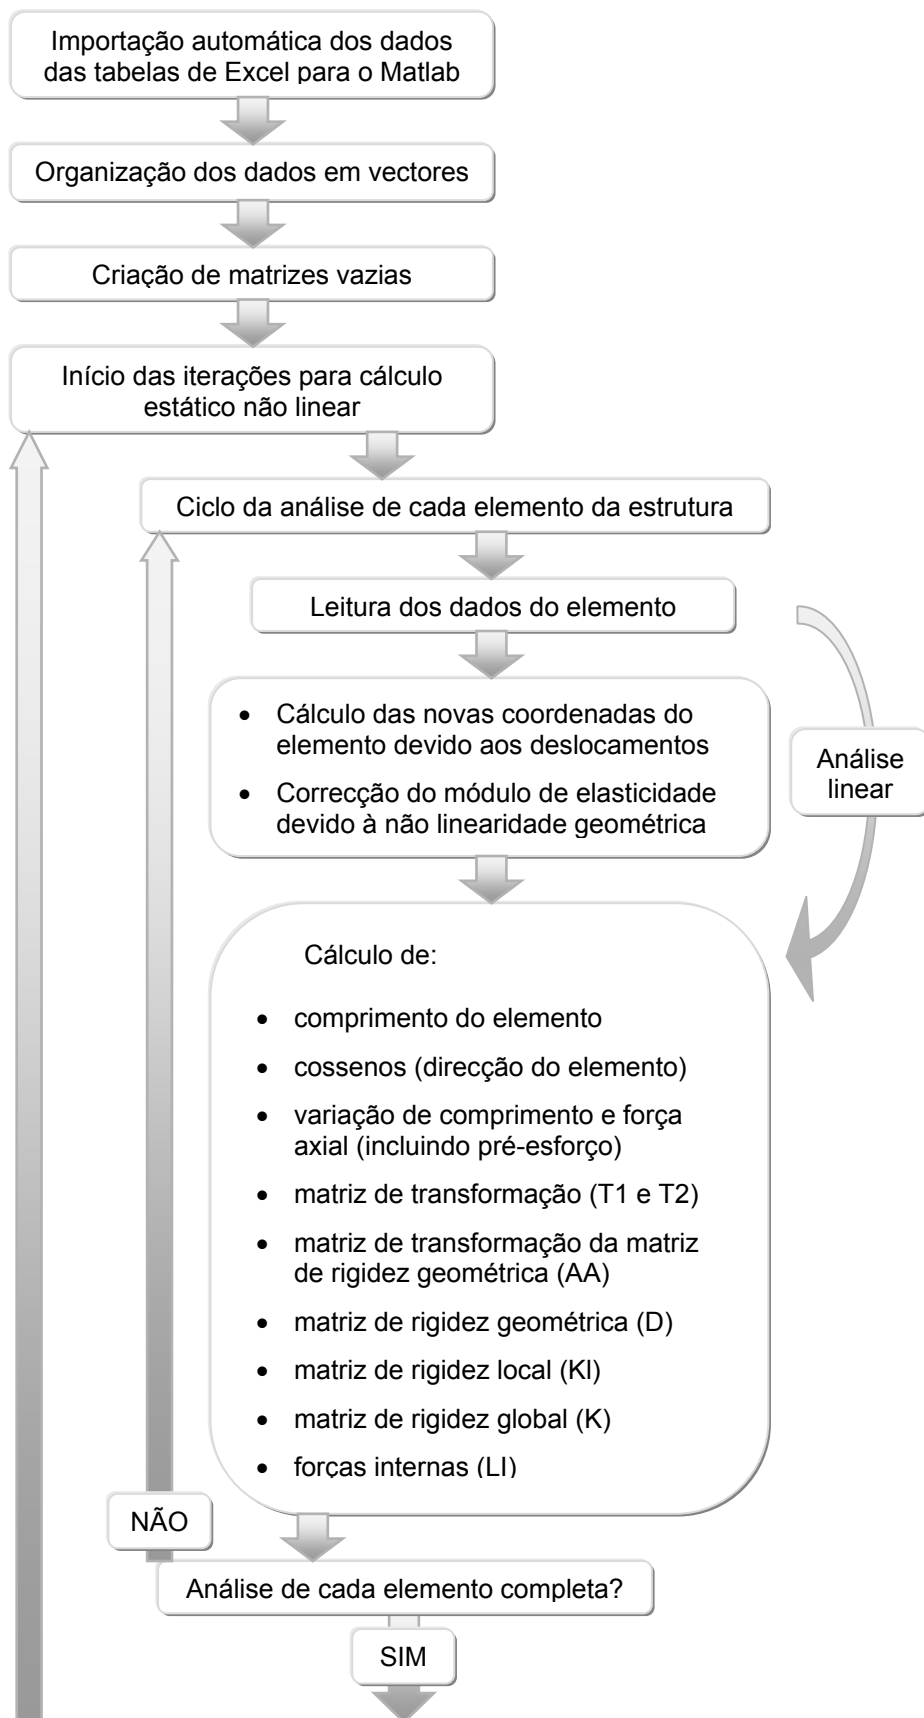 Importação automática dos dados
das tabelas de Excel para o Matlab
Organização dos dados em vectores
Criação de matrizes vazias
Início das iterações para cálculo
estático não linear
Ciclo da análise de cada elemento da estrutura
Leitura dos dados do elemento
• Cálculo das novas coordenadas do
elemento devido aos deslocamentos
• Correcção do módulo de elasticidade
devido à não linearidade geométrica
Análise
linear
Cálculo de:
• comprimento do elemento
• cossenos (direcção do elemento)
• variação de comprimento e força
axial (incluindo pré-esforço)
• matriz de transformação (T1 e T2)
• matriz de transformação da matriz
de rigidez geométrica (AA)
• matriz de rigidez geométrica (D)
• matriz de rigidez local (Kl)
• matriz de rigidez global (K)
• forças internas (LI)
NÃO
Análise de cada elemento completa?
SIM